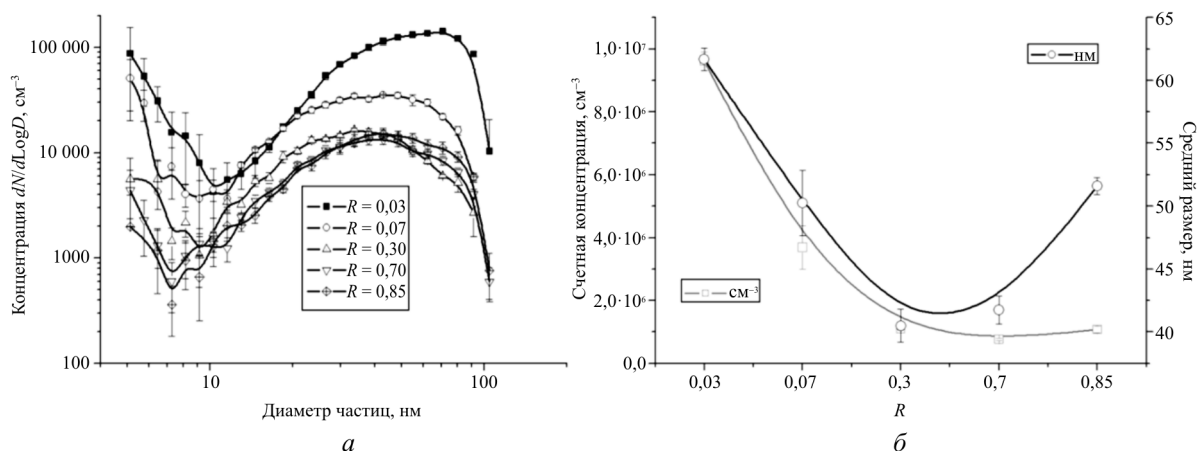 Концентрация dN/dLogD, см⁻³
100 000
10 000
1000
100
10
100
Диаметр частиц, нм
R = 0,03
R = 0,07
R = 0,30
R = 0,70
R = 0,85
а
Счетная концентрация, см⁻³
1,0·10⁷
8,0·10⁶
6,0·10⁶
4,0·10⁶
2,0·10⁶
0,0
0,03
0,07
0,3
0,7
0,85
R
нм
см⁻³
65
60
55
50
45
40
Средний размер, нм
б